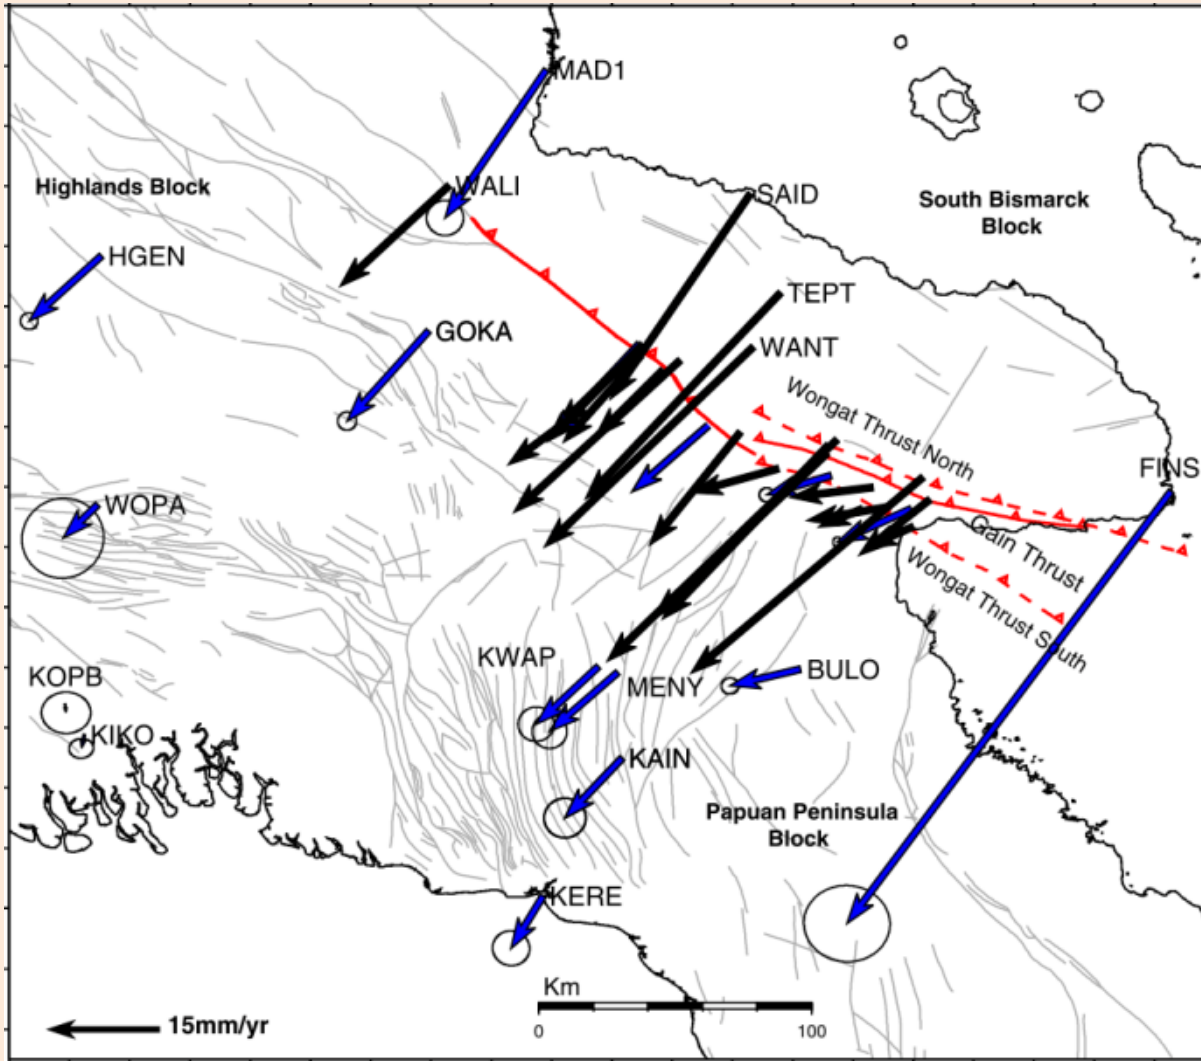 MAD1
WALI
Highlands Block
SAID
South Bismarck
Block
HGEN
TEPT
GOKA
WANT
Wongat Thrust North
FINS
WOPA
Gain Thrust
Wongat Thrust South
KWAP
MENY
BULO
KOPB
KIKO
KAIN
Papuan Peninsula
Block
KERE
Km
15mm/yr
0
100